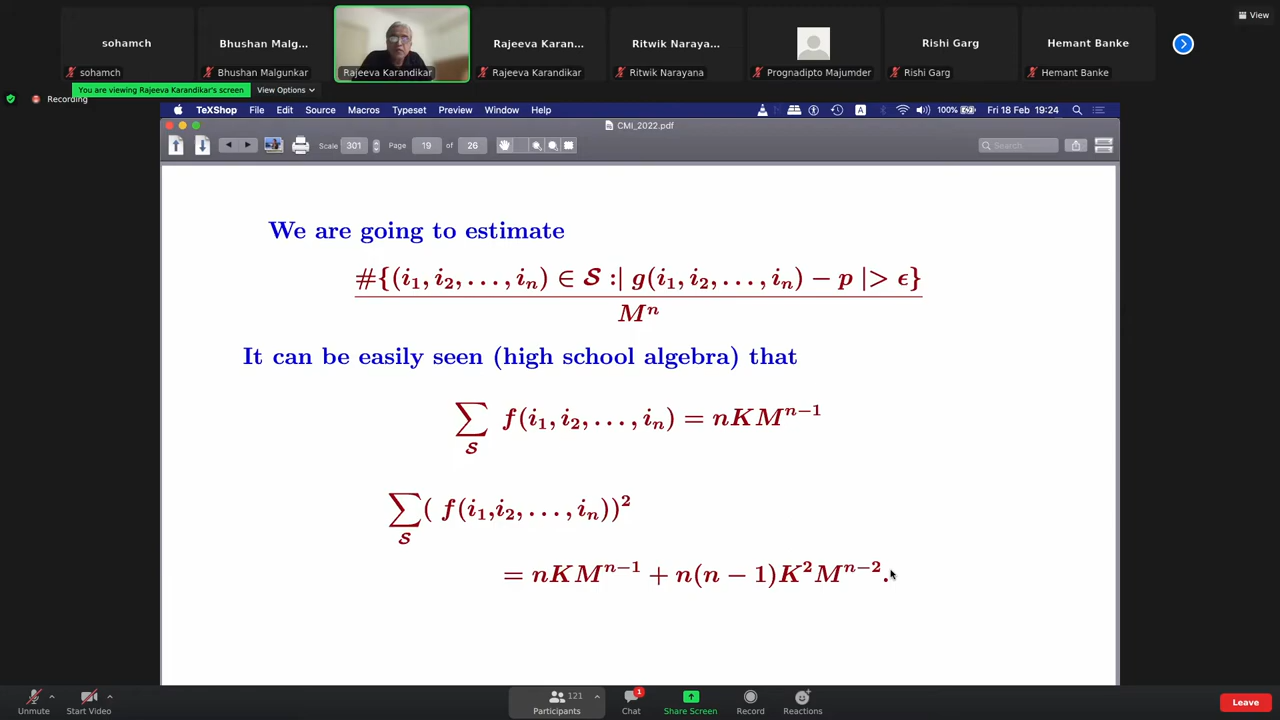 sohamch
Bhushan Malg...
Rajeeva Karan...
Ritwik Naraya...
Rishi Garg
Hemant Banke
View
sohamch
Bhushan Malgunkar
Rajeeva Karandikar
Rajeeva Karandikar
Ritwik Narayana
Prognadipto Majumder
Rishi Garg
Hemant Banke
You are viewing Rajeeva Karandikar's screen
View Options
Recording
TeXShop File Edit Source Macros Typeset Preview Window Help
A 100% Fri 18 Feb 19:24
CMI_2022.pdf
Scale 301 Page 19 of 26 Search
We are going to estimate
#{(i₁, i₂, . . . , iₙ) ∈ S :| g(i₁, i₂, . . . , iₙ) − p |> ϵ}
Mⁿ
It can be easily seen (high school algebra) that
∑ f(i₁, i₂, . . . , iₙ) = nKMⁿ⁻¹
S
∑( f(i₁,i₂, . . . , iₙ))²
S
= nKMⁿ⁻¹ + n(n − 1)K²Mⁿ⁻².
121
1
Unmute
Start Video
Participants
Chat
Share Screen
Record
Reactions
Leave